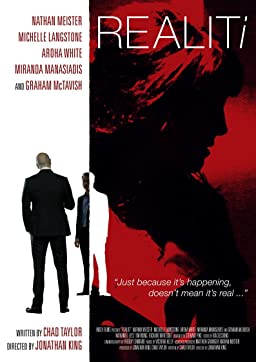 NATHAN MEISTER
MICHELLE LANGSTONE
AROHA WHITE
MIRANDA MANASIADIS
AND GRAHAM McTAVISH
REALITi
"Just because it's happening,
doesn't mean it's real ..."
WRITTEN BY CHAD TAYLOR
DIRECTED BY JONATHAN KING